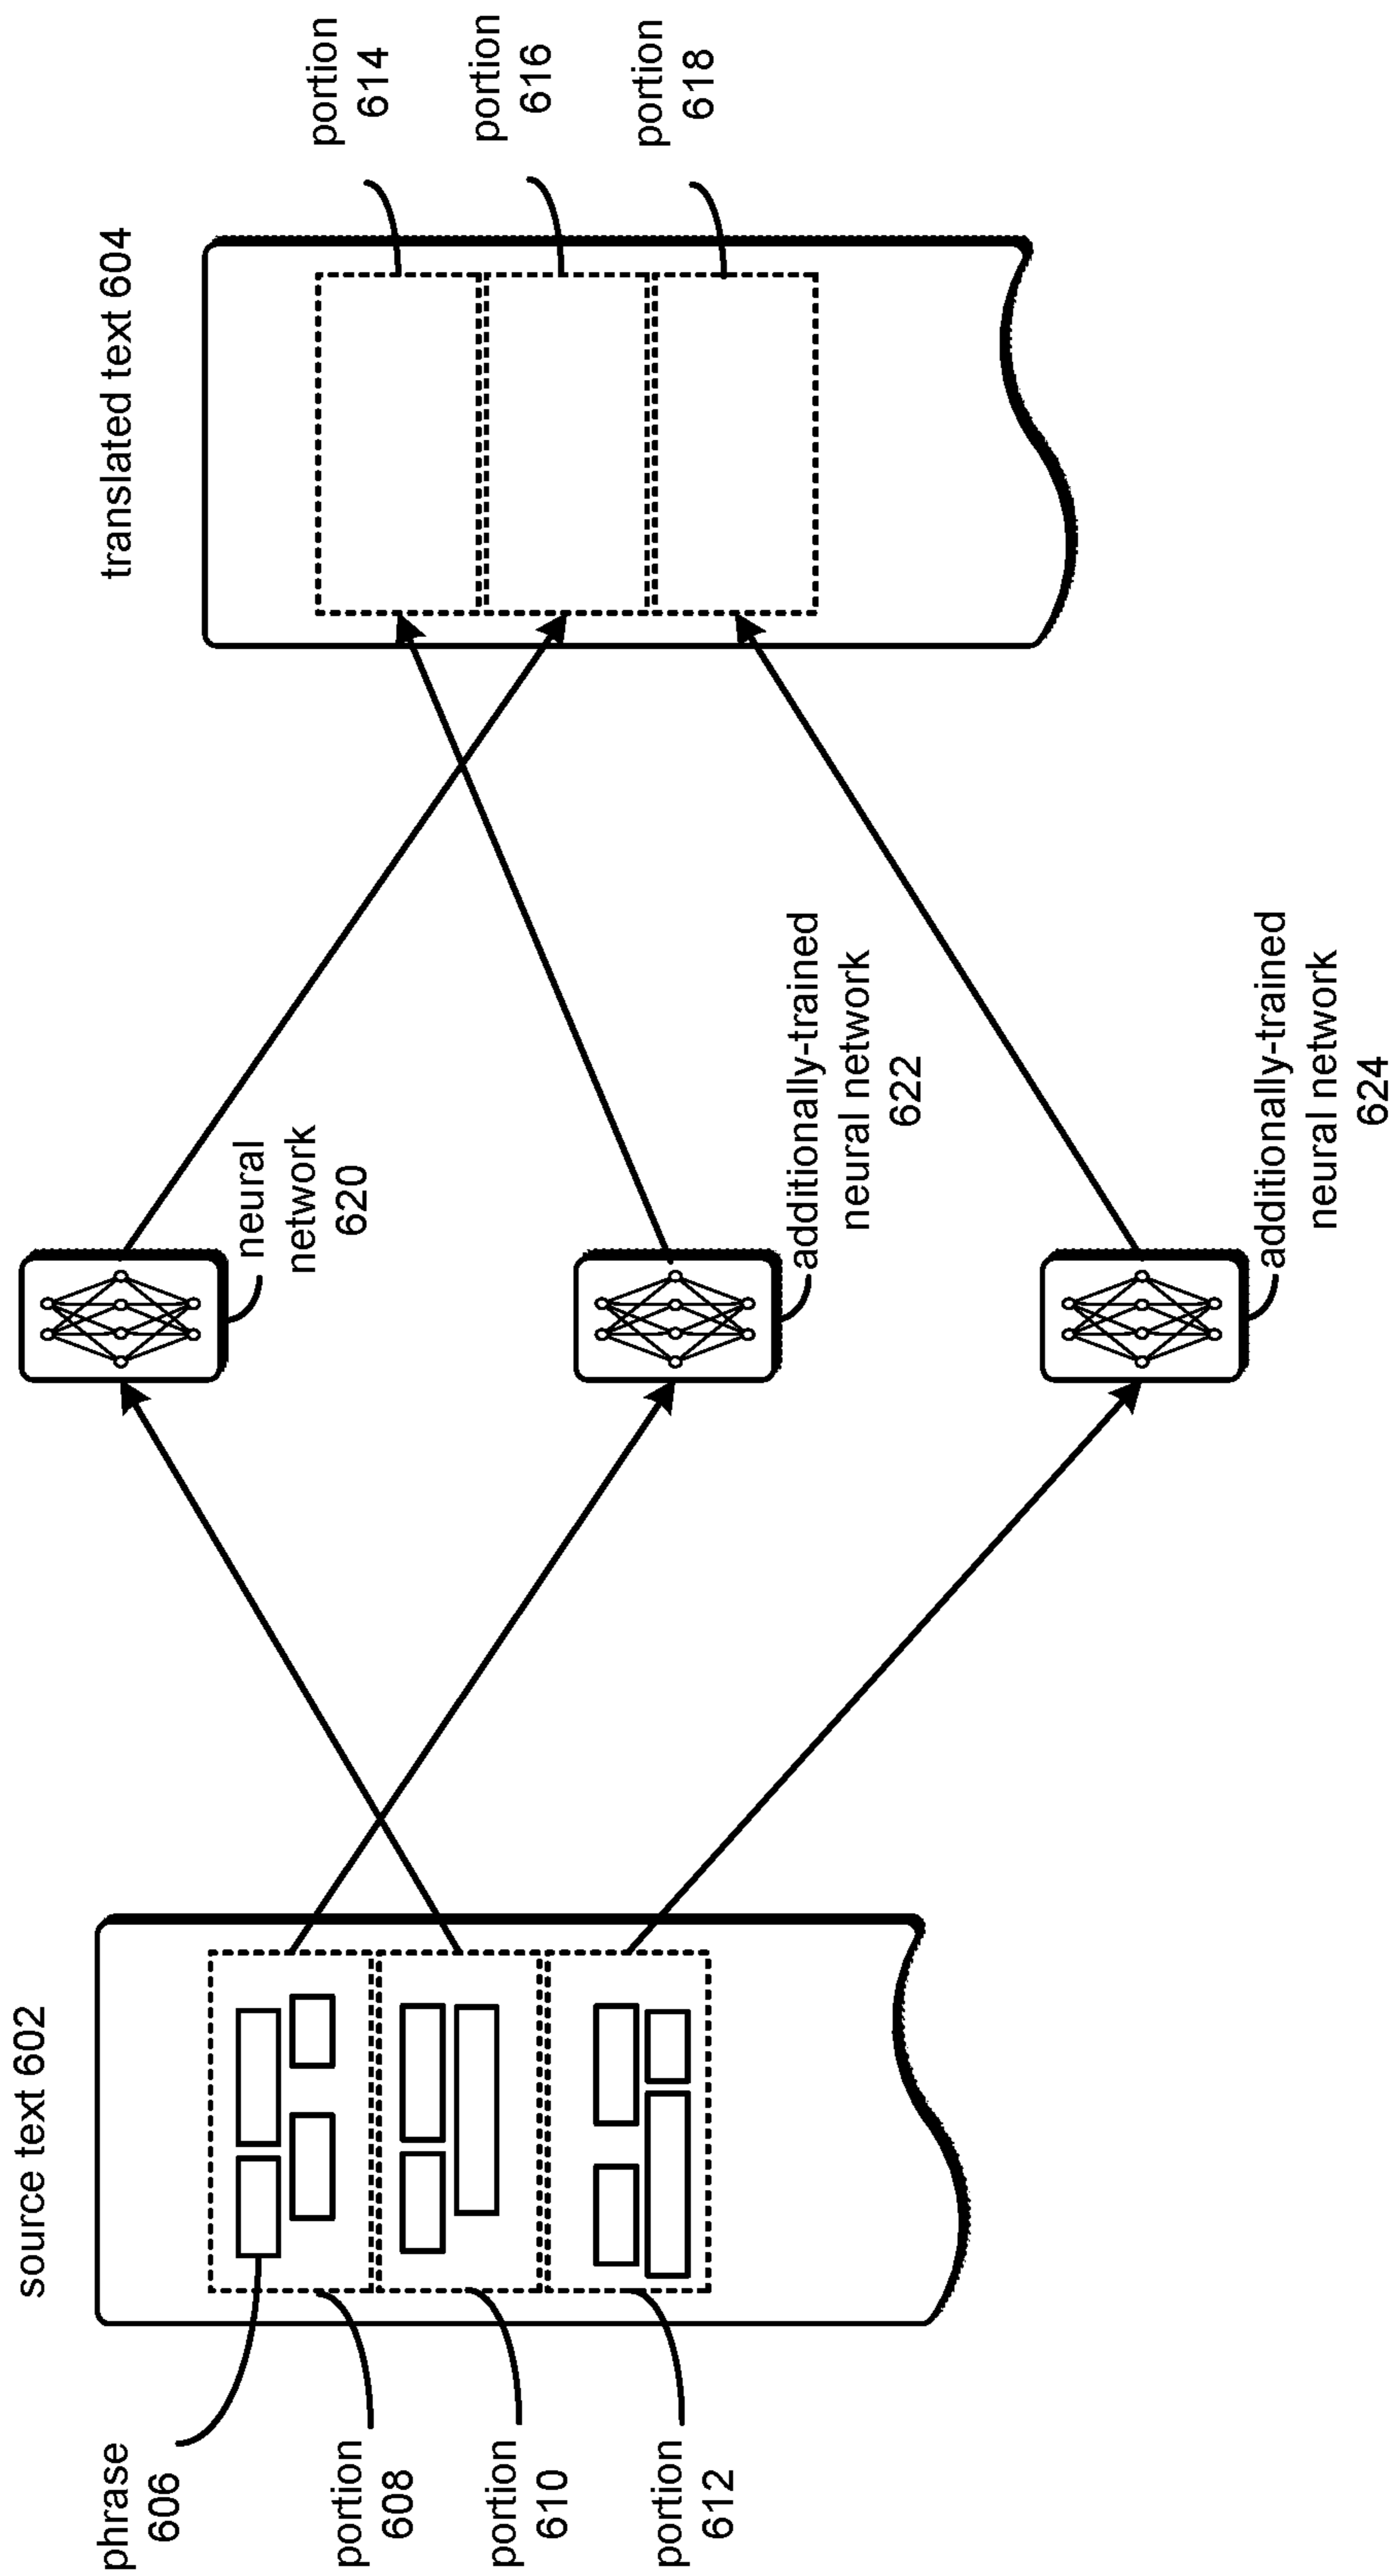 source text 602
phrase
606
portion
608
portion
610
portion
612
neural
network
620
additionally-trained
neural network
622
additionally-trained
neural network
624
translated text 604
portion
614
portion
616
portion
618